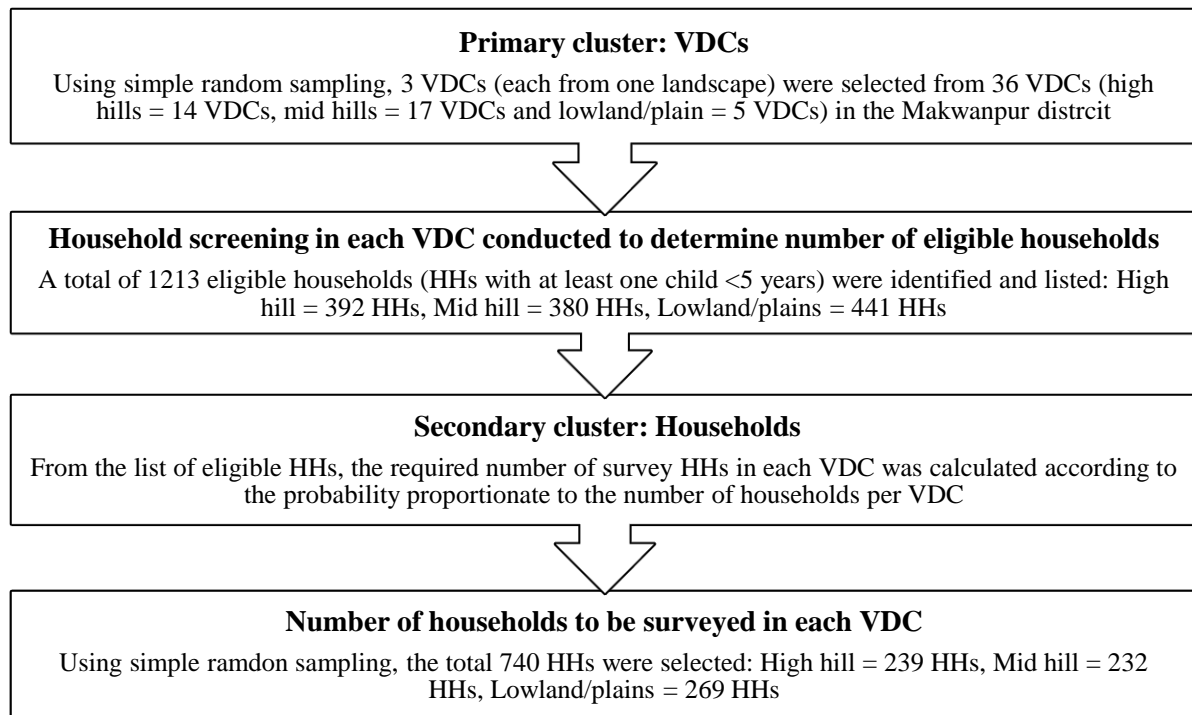 Primary cluster: VDCs
Using simple random sampling, 3 VDCs (each from one landscape) were selected from 36 VDCs (high
hills = 14 VDCs, mid hills = 17 VDCs and lowland/plain = 5 VDCs) in the Makwanpur distrcit
Household screening in each VDC conducted to determine number of eligible households
A total of 1213 eligible households (HHs with at least one child <5 years) were identified and listed: High
hill = 392 HHs, Mid hill = 380 HHs, Lowland/plains = 441 HHs
Secondary cluster: Households
From the list of eligible HHs, the required number of survey HHs in each VDC was calculated according to
the probability proportionate to the number of households per VDC
Number of households to be surveyed in each VDC
Using simple ramdon sampling, the total 740 HHs were selected: High hill = 239 HHs, Mid hill = 232
HHs, Lowland/plains = 269 HHs